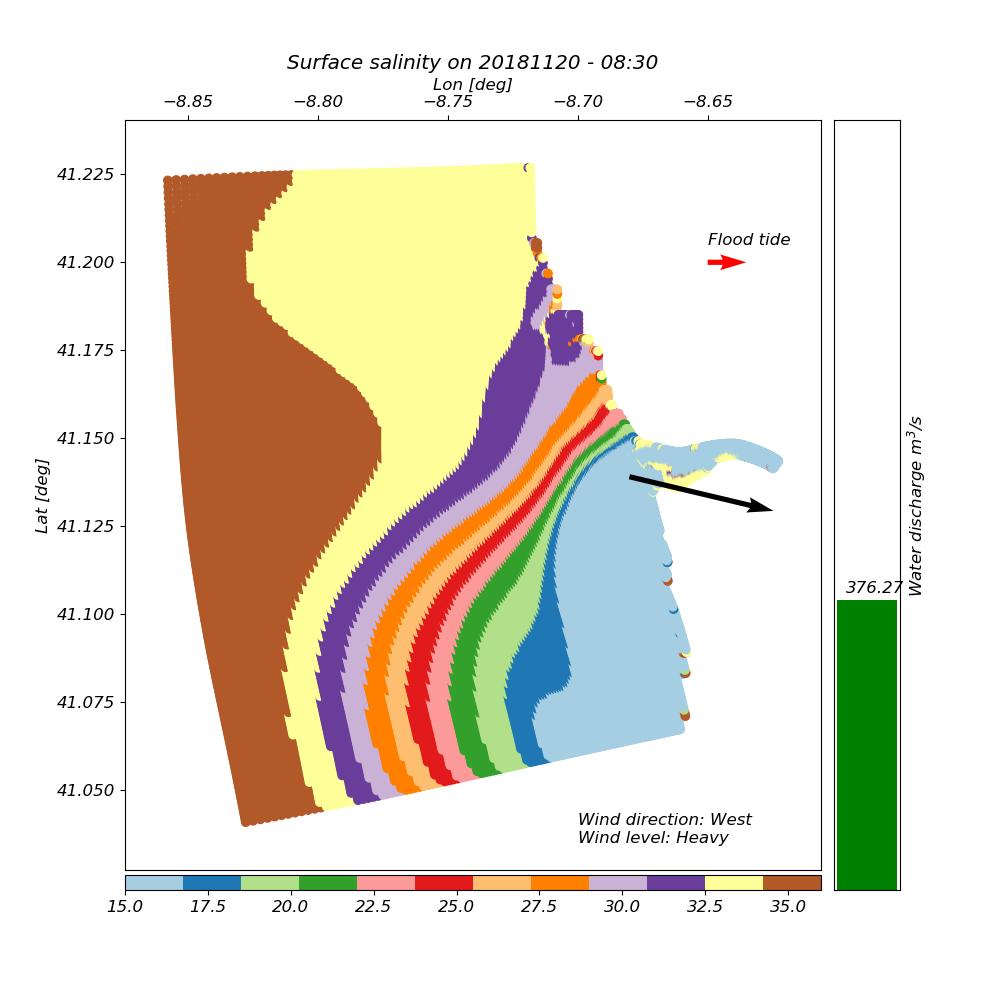 Surface salinity on 20181120 - 08:30
Lon [deg]
−8.85 −8.80 −8.75 −8.70 −8.65
41.225
41.200
41.175
41.150
41.125
41.100
41.075
41.050
Lat [deg]
Flood tide
Wind direction: West
Wind level: Heavy
376.27
Water discharge m³/s
15.0 17.5 20.0 22.5 25.0 27.5 30.0 32.5 35.0